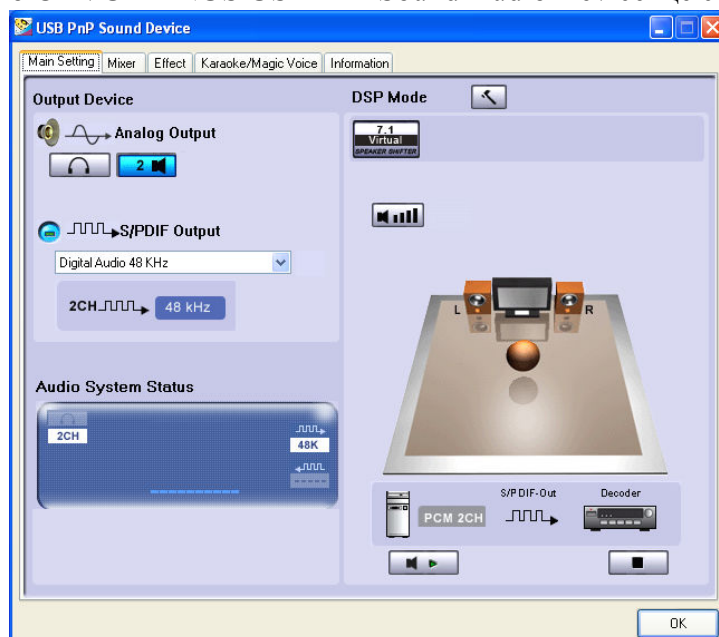 USB PnP Sound Device
Main Setting Mixer Effect Karaoke/Magic Voice Information
Output Device
Analog Output
2
S/PDIF Output
Digital Audio 48 KHz
2CH 48 kHz
Audio System Status
2CH
48K
-----
DSP Mode
7.1
Virtual
SPEAKER SHIFTER
L R
S/PDIF-Out Decoder
PCM 2CH
OK